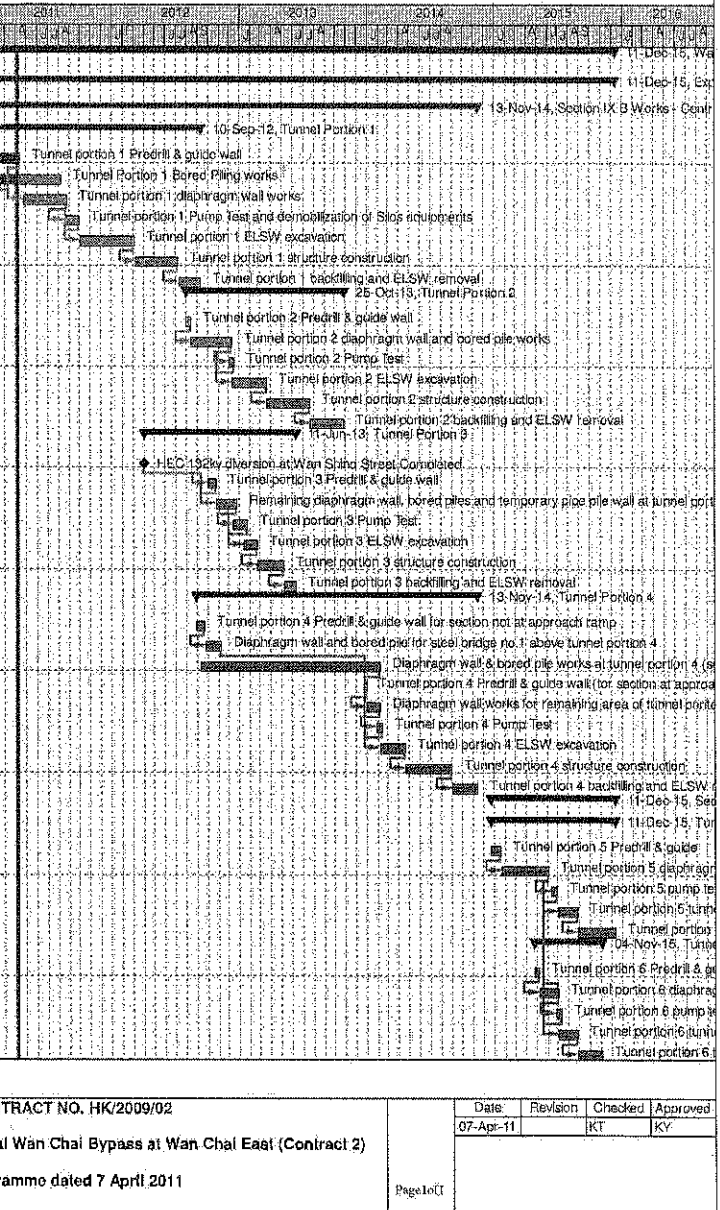 2011 2012 2013 2014 2015 2016
11-Dec-15, Wa
11-Dec-15, Exp
13-Nov-14, Section IX B Works - Centr
10-Sep-12, Tunnel Portion 1
Tunnel portion 1 Predrill & guide wall
Tunnel Portion 1 Bored Piling works
Tunnel portion 1 diaphragm wall works
Tunnel portion 1 Pump Test and demobilization of Silos equipments
Tunnel portion 1 ELSW excavation
Tunnel portion 1 structure construction
Tunnel portion 1 backfilling and ELSW removal
25-Oct-13, Tunnel Portion 2
Tunnel portion 2 Predrill & guide wall
Tunnel portion 2 diaphragm wall and bored pile works
Tunnel portion 2 Pump Test
Tunnel portion 2 ELSW excavation
Tunnel portion 2 structure construction
Tunnel portion 2 backfilling and ELSW removal
11-Jun-13, Tunnel Portion 3
HEC 132kv diversion at Wan Shing Street Completed
Tunnel portion 3 Predrill & guide wall
Remaining diaphragm wall, bored piles and temporary pipe pile wall at tunnel port
Tunnel portion 3 Pump Test
Tunnel portion 3 ELSW excavation
Tunnel portion 3 structure construction
Tunnel portion 3 backfilling and ELSW removal
13-Nov-14, Tunnel Portion 4
Tunnel portion 4 Predrill & guide wall for section not at approach ramp
Diaphragm wall and bored pile for steel bridge no.1 above tunnel portion 4
Diaphragm wall & bored pile works at tunnel portion 4 (s
Tunnel portion 4 Predrill & guide wall (for section at approa
Diaphragm wall works for remaining area of tunnel portio
Tunnel portion 4 Pump Test
Tunnel portion 4 ELSW excavation
Tunnel portion 4 structure construction
Tunnel portion 4 backfilling and ELSW
11-Dec-15, Sec
11-Dec-15, Tun
Tunnel portion 5 Predrill & guide
Tunnel portion 5 diaphragm
Tunnel portion 5 pump te
Tunnel portion 5 tunn
Tunnel portion
04-Nov-15, Tunne
Tunnel portion 6 Predrill & gu
Tunnel portion 6 diaphrag
Tunnel portion 6 pump te
Tunnel portion 6 tunn
Tunnel portion 6
TRACT NO. HK/2009/02
al Wan Chai Bypass at Wan Chai East (Contract 2)
ramme dated 7 April 2011
Page1of1
Date Revision Checked Approved
07-Apr-11 KT KY